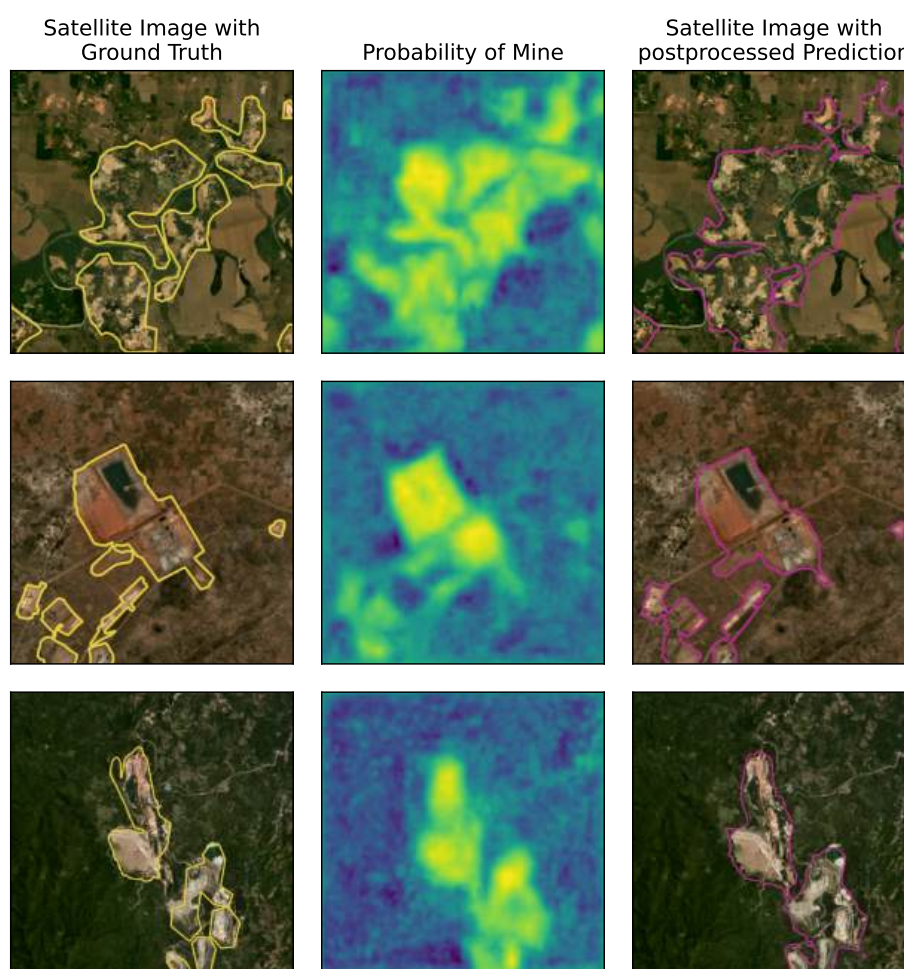 Satellite Image with
Ground Truth
Probability of Mine
Satellite Image with
postprocessed Prediction